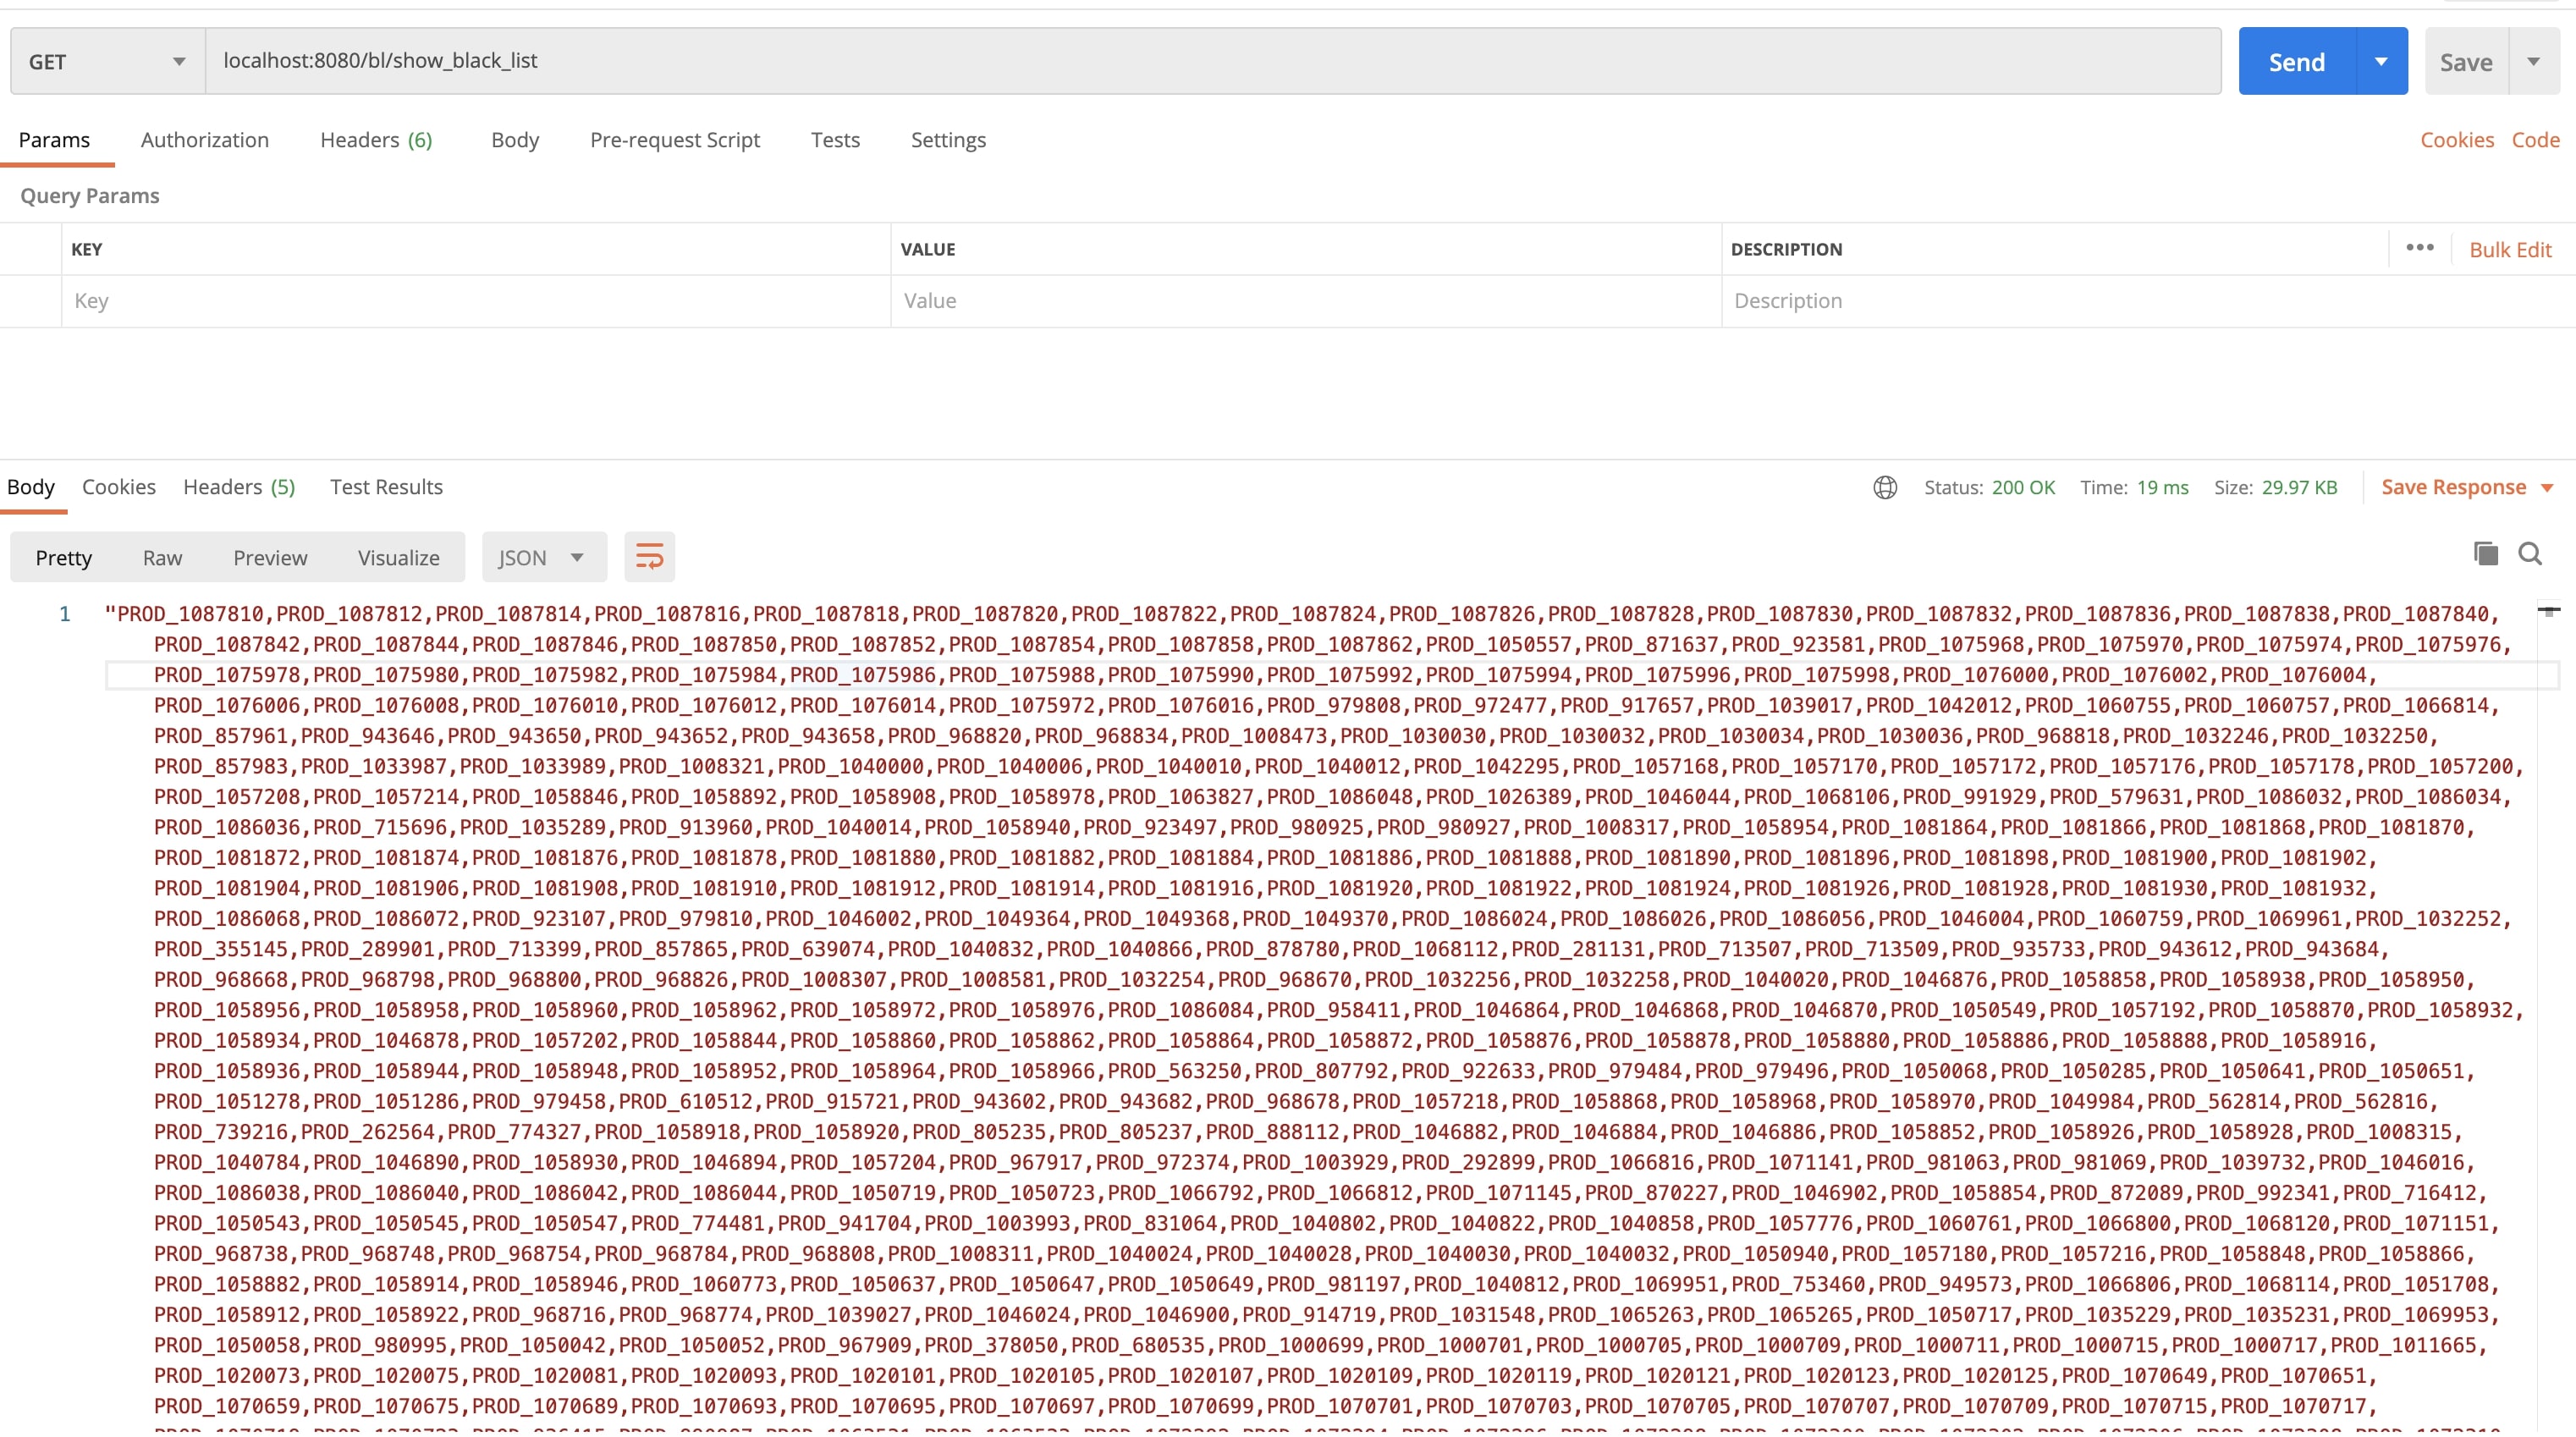 GET localhost:8080/bl/show_black_list Send Save
Params Authorization Headers (6) Body Pre-request Script Tests Settings Cookies Code
Query Params
KEY VALUE DESCRIPTION ••• Bulk Edit
Key Value Description
Body Cookies Headers (5) Test Results Status: 200 OK Time: 19 ms Size: 29.97 KB Save Response
Pretty Raw Preview Visualize JSON
1 "PROD_1087810,PROD_1087812,PROD_1087814,PROD_1087816,PROD_1087818,PROD_1087820,PROD_1087822,PROD_1087824,PROD_1087826,PROD_1087828,PROD_1087830,PROD_1087832,PROD_1087836,PROD_1087838,PROD_1087840,
PROD_1087842,PROD_1087844,PROD_1087846,PROD_1087850,PROD_1087852,PROD_1087854,PROD_1087858,PROD_1087862,PROD_1050557,PROD_871637,PROD_923581,PROD_1075968,PROD_1075970,PROD_1075974,PROD_1075976,
PROD_1075978,PROD_1075980,PROD_1075982,PROD_1075984,PROD_1075986,PROD_1075988,PROD_1075990,PROD_1075992,PROD_1075994,PROD_1075996,PROD_1075998,PROD_1076000,PROD_1076002,PROD_1076004,
PROD_1076006,PROD_1076008,PROD_1076010,PROD_1076012,PROD_1076014,PROD_1075972,PROD_1076016,PROD_979808,PROD_972477,PROD_917657,PROD_1039017,PROD_1042012,PROD_1060755,PROD_1060757,PROD_1066814,
PROD_857961,PROD_943646,PROD_943650,PROD_943652,PROD_943658,PROD_968820,PROD_968834,PROD_1008473,PROD_1030030,PROD_1030032,PROD_1030034,PROD_1030036,PROD_968818,PROD_1032246,PROD_1032250,
PROD_857983,PROD_1033987,PROD_1033989,PROD_1008321,PROD_1040000,PROD_1040006,PROD_1040010,PROD_1040012,PROD_1042295,PROD_1057168,PROD_1057170,PROD_1057172,PROD_1057176,PROD_1057178,PROD_1057200,
PROD_1057208,PROD_1057214,PROD_1058846,PROD_1058892,PROD_1058908,PROD_1058978,PROD_1063827,PROD_1086048,PROD_1026389,PROD_1046044,PROD_1068106,PROD_991929,PROD_579631,PROD_1086032,PROD_1086034,
PROD_1086036,PROD_715696,PROD_1035289,PROD_913960,PROD_1040014,PROD_1058940,PROD_923497,PROD_980925,PROD_980927,PROD_1008317,PROD_1058954,PROD_1081864,PROD_1081866,PROD_1081868,PROD_1081870,
PROD_1081872,PROD_1081874,PROD_1081876,PROD_1081878,PROD_1081880,PROD_1081882,PROD_1081884,PROD_1081886,PROD_1081888,PROD_1081890,PROD_1081896,PROD_1081898,PROD_1081900,PROD_1081902,
PROD_1081904,PROD_1081906,PROD_1081908,PROD_1081910,PROD_1081912,PROD_1081914,PROD_1081916,PROD_1081920,PROD_1081922,PROD_1081924,PROD_1081926,PROD_1081928,PROD_1081930,PROD_1081932,
PROD_1086068,PROD_1086072,PROD_923107,PROD_979810,PROD_1046002,PROD_1049364,PROD_1049368,PROD_1049370,PROD_1086024,PROD_1086026,PROD_1086056,PROD_1046004,PROD_1060759,PROD_1069961,PROD_1032252,
PROD_355145,PROD_289901,PROD_713399,PROD_857865,PROD_639074,PROD_1040832,PROD_1040866,PROD_878780,PROD_1068112,PROD_281131,PROD_713507,PROD_713509,PROD_935733,PROD_943612,PROD_943684,
PROD_968668,PROD_968798,PROD_968800,PROD_968826,PROD_1008307,PROD_1008581,PROD_1032254,PROD_968670,PROD_1032256,PROD_1032258,PROD_1040020,PROD_1046876,PROD_1058858,PROD_1058938,PROD_1058950,
PROD_1058956,PROD_1058958,PROD_1058960,PROD_1058962,PROD_1058972,PROD_1058976,PROD_1086084,PROD_958411,PROD_1046864,PROD_1046868,PROD_1046870,PROD_1050549,PROD_1057192,PROD_1058870,PROD_1058932,
PROD_1058934,PROD_1046878,PROD_1057202,PROD_1058844,PROD_1058860,PROD_1058862,PROD_1058864,PROD_1058872,PROD_1058876,PROD_1058878,PROD_1058880,PROD_1058886,PROD_1058888,PROD_1058916,
PROD_1058936,PROD_1058944,PROD_1058948,PROD_1058952,PROD_1058964,PROD_1058966,PROD_563250,PROD_807792,PROD_922633,PROD_979484,PROD_979496,PROD_1050068,PROD_1050285,PROD_1050641,PROD_1050651,
PROD_1051278,PROD_1051286,PROD_979458,PROD_610512,PROD_915721,PROD_943602,PROD_943682,PROD_968678,PROD_1057218,PROD_1058868,PROD_1058968,PROD_1058970,PROD_1049984,PROD_562814,PROD_562816,
PROD_739216,PROD_262564,PROD_774327,PROD_1058918,PROD_1058920,PROD_805235,PROD_805237,PROD_888112,PROD_1046882,PROD_1046884,PROD_1046886,PROD_1058852,PROD_1058926,PROD_1058928,PROD_1008315,
PROD_1040784,PROD_1046890,PROD_1058930,PROD_1046894,PROD_1057204,PROD_967917,PROD_972374,PROD_1003929,PROD_292899,PROD_1066816,PROD_1071141,PROD_981063,PROD_981069,PROD_1039732,PROD_1046016,
PROD_1086038,PROD_1086040,PROD_1086042,PROD_1086044,PROD_1050719,PROD_1050723,PROD_1066792,PROD_1066812,PROD_1071145,PROD_870227,PROD_1046902,PROD_1058854,PROD_872089,PROD_992341,PROD_716412,
PROD_1050543,PROD_1050545,PROD_1050547,PROD_774481,PROD_941704,PROD_1003993,PROD_831064,PROD_1040802,PROD_1040822,PROD_1040858,PROD_1057776,PROD_1060761,PROD_1066800,PROD_1068120,PROD_1071151,
PROD_968738,PROD_968748,PROD_968754,PROD_968784,PROD_968808,PROD_1008311,PROD_1040024,PROD_1040028,PROD_1040030,PROD_1040032,PROD_1050940,PROD_1057180,PROD_1057216,PROD_1058848,PROD_1058866,
PROD_1058882,PROD_1058914,PROD_1058946,PROD_1060773,PROD_1050637,PROD_1050647,PROD_1050649,PROD_981197,PROD_1040812,PROD_1069951,PROD_753460,PROD_949573,PROD_1066806,PROD_1068114,PROD_1051708,
PROD_1058912,PROD_1058922,PROD_968716,PROD_968774,PROD_1039027,PROD_1046024,PROD_1046900,PROD_914719,PROD_1031548,PROD_1065263,PROD_1065265,PROD_1050717,PROD_1035229,PROD_1035231,PROD_1069953,
PROD_1050058,PROD_980995,PROD_1050042,PROD_1050052,PROD_967909,PROD_378050,PROD_680535,PROD_1000699,PROD_1000701,PROD_1000705,PROD_1000709,PROD_1000711,PROD_1000715,PROD_1000717,PROD_1011665,
PROD_1020073,PROD_1020075,PROD_1020081,PROD_1020093,PROD_1020101,PROD_1020105,PROD_1020107,PROD_1020109,PROD_1020119,PROD_1020121,PROD_1020123,PROD_1020125,PROD_1070649,PROD_1070651,
PROD_1070659,PROD_1070675,PROD_1070689,PROD_1070693,PROD_1070695,PROD_1070697,PROD_1070699,PROD_1070701,PROD_1070703,PROD_1070705,PROD_1070707,PROD_1070709,PROD_1070715,PROD_1070717,